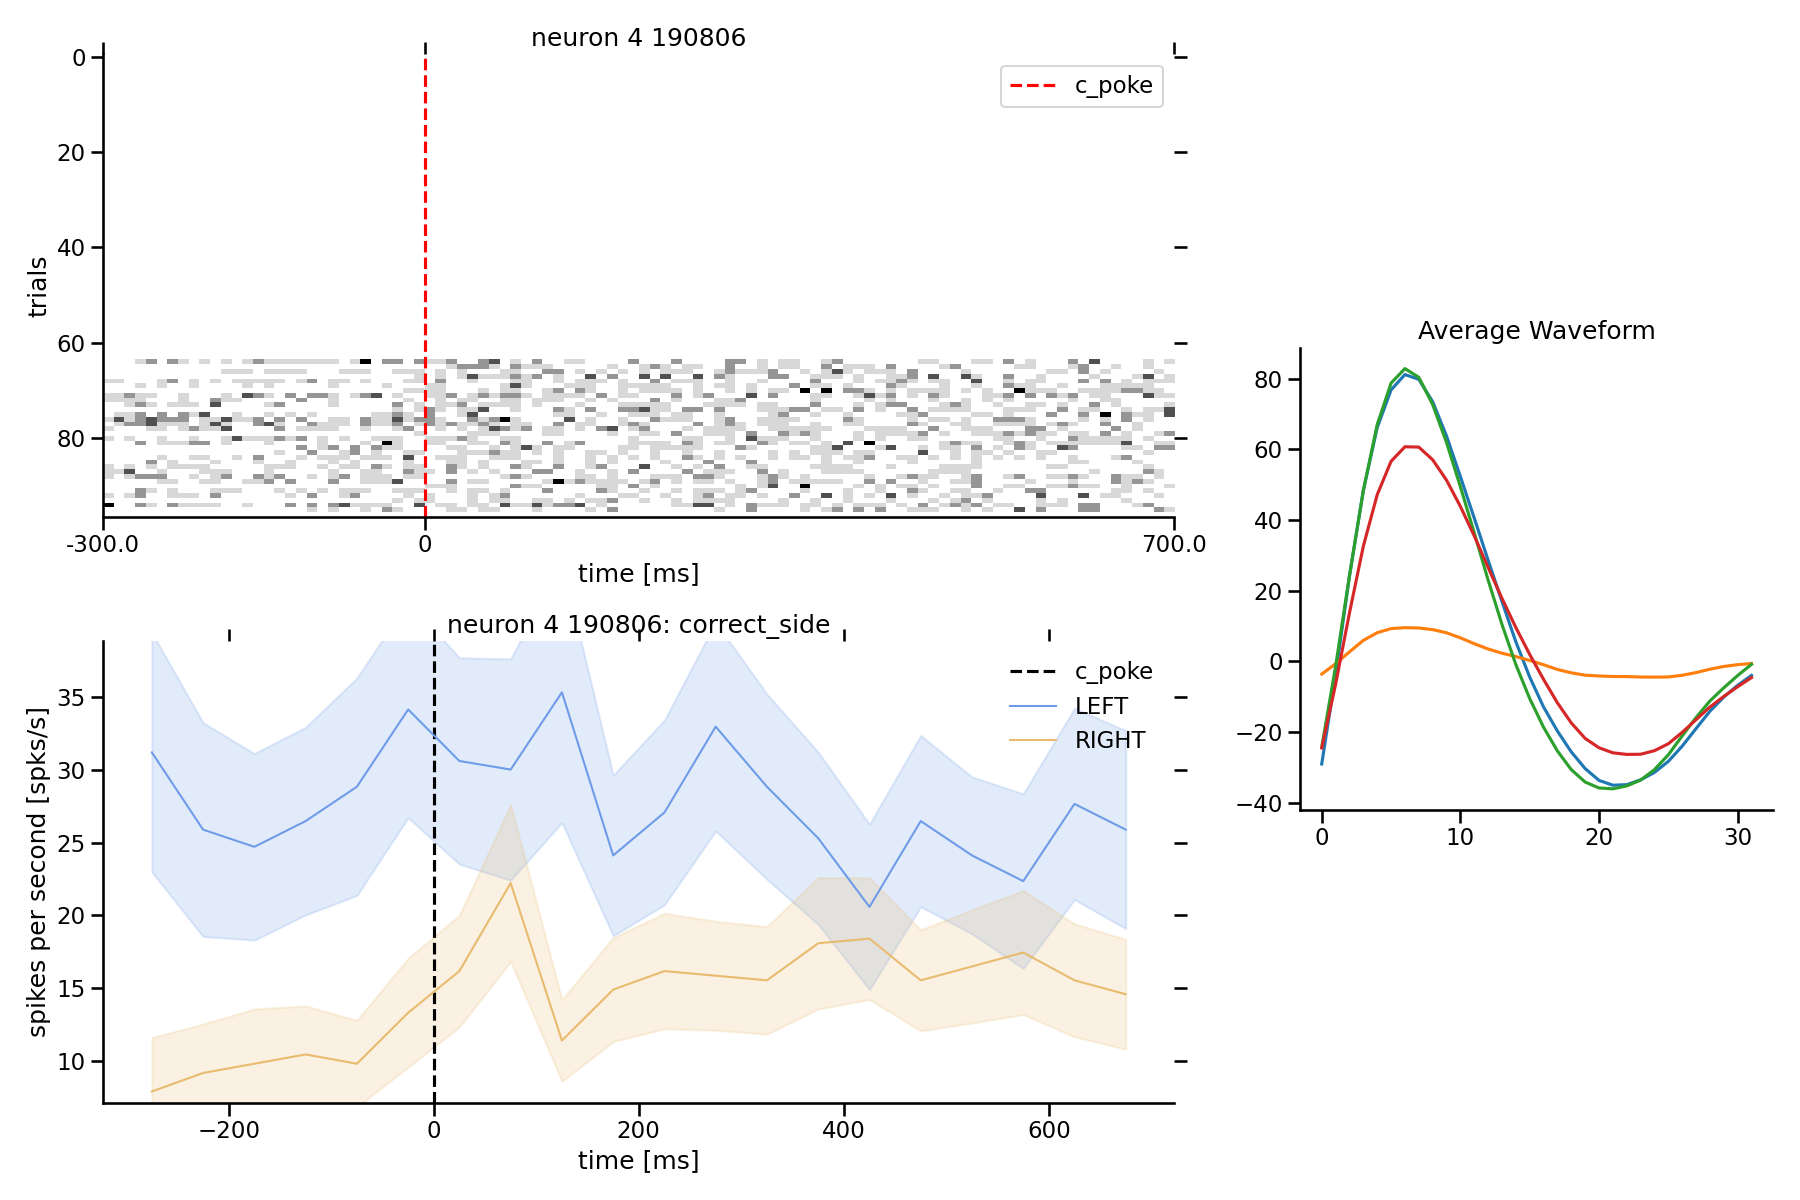 neuron 4 190806
0
20
40
60
80
trials
c_poke
-300.0
0
700.0
time [ms]
neuron 4 190806: correct_side
35
30
25
20
15
10
spikes per second [spks/s]
c_poke
LEFT
RIGHT
−200
0
200
400
600
time [ms]
Average Waveform
80
60
40
20
0
−20
−40
0
10
20
30